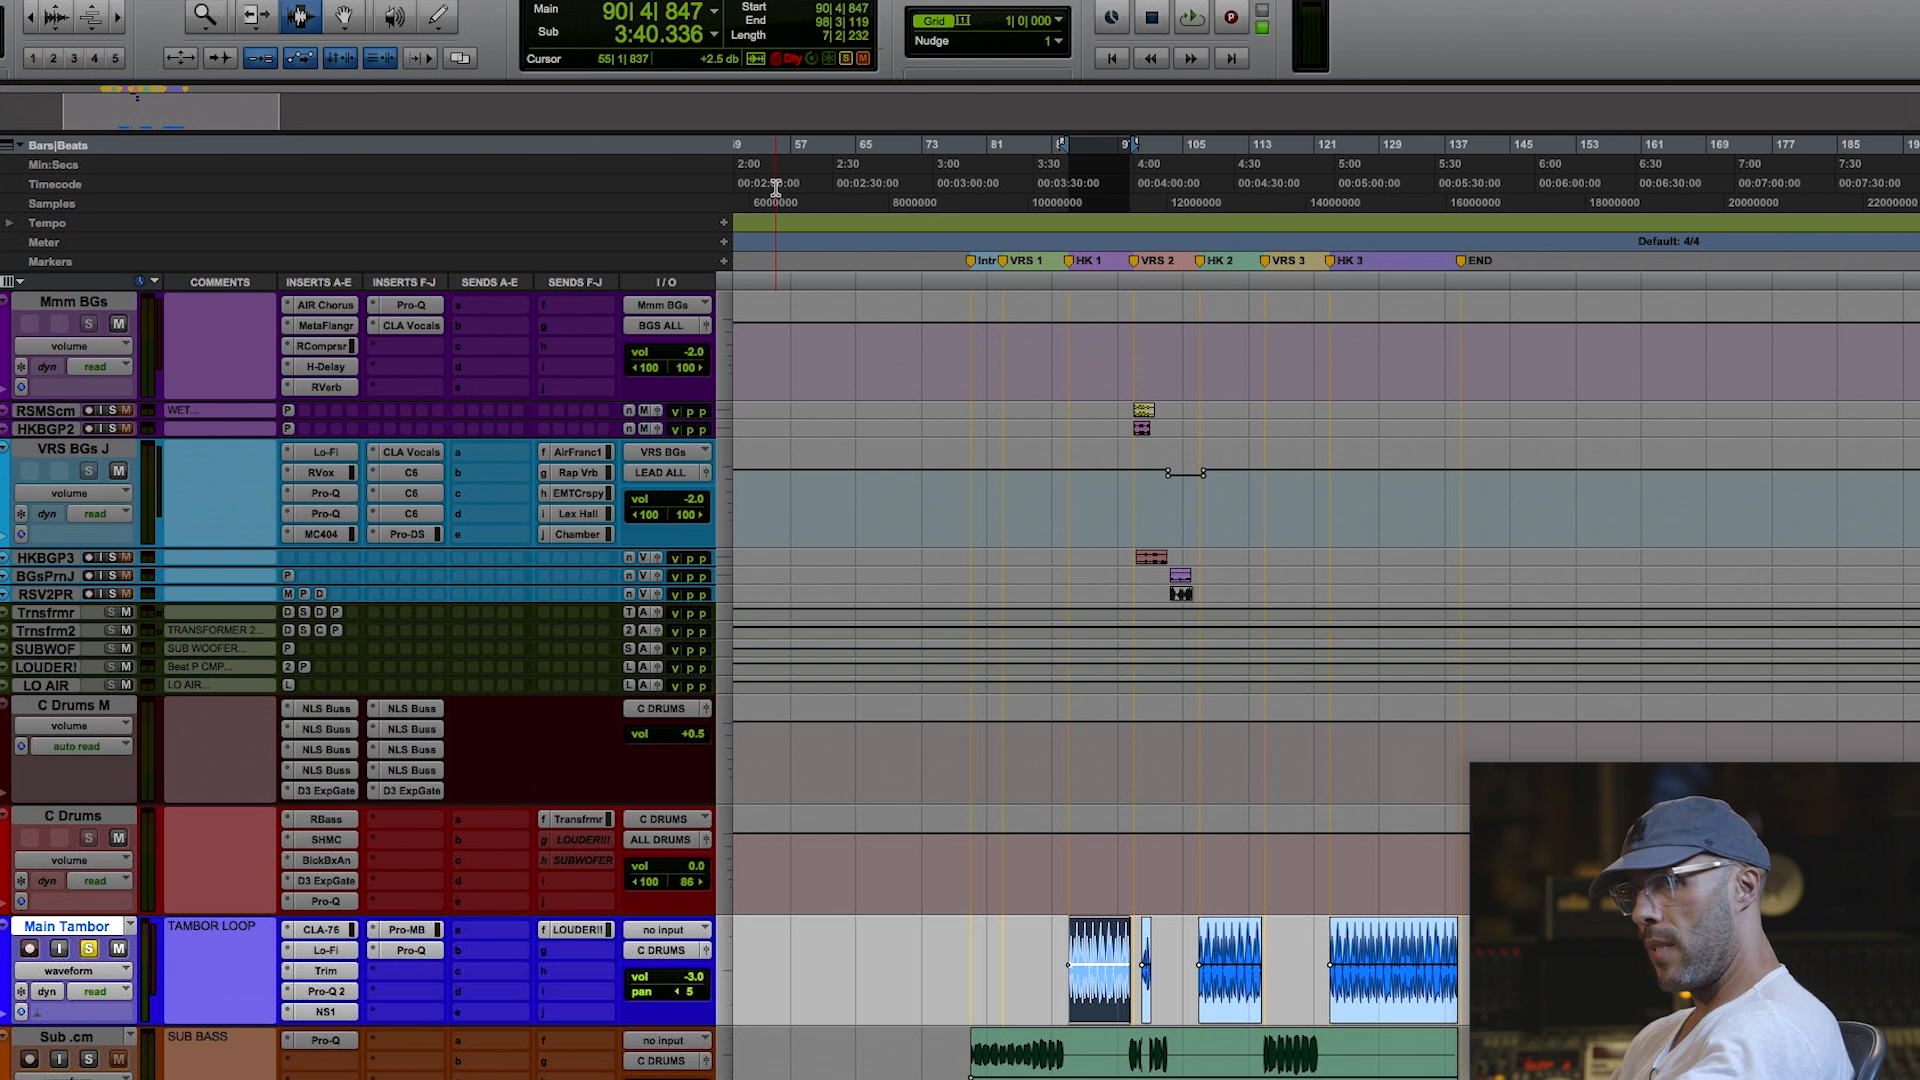 Main 90| 4| 847 Start 90| 4| 847
End 98| 3| 119
Sub 3:40.336 Length 7| 2| 232
Cursor 55| 1| 837 +2.5 db Dly S M
Grid 1| 0| 000
Nudge 1
1 2 3 4 5
P
Bars|Beats 57 65 73 81 105 113 121 129 137 145 153 161 169 177 185
Min:Secs 2:00 2:30 3:00 3:30 4:00 4:30 5:00 5:30 6:00 6:30 7:00 7:30
Timecode 00:02:30:00 00:03:00:00 00:03:30:00 00:04:00:00 00:04:30:00 00:05:00:00 00:05:30:00 00:06:00:00 00:06:30:00 00:07:00:00 00:07:30:00
Samples 6000000 8000000 10000000 12000000 14000000 16000000 18000000 20000000 22000000
Tempo
Meter Default: 4/4
Markers Intr VRS 1 HK 1 VRS 2 HK 2 VRS 3 HK 3 END
COMMENTS INSERTS A-E INSERTS F-J SENDS A-E SENDS F-J I / O
Mmm BGs AIR Chorus Pro-Q a f Mmm BGs
S M MetaFlangr CLA Vocals b g BGS ALL
volume RComprsr c h vol -2.0
dyn read H-Delay d i 100 100
RVerb e j
RSMScm I S M WET... P n M v p p
HKBGP2 I S M P n M v p p
VRS BGs J Lo-Fi CLA Vocals a f AirFranc1 VRS BGs
S M RVox C6 b g Rap Vrb LEAD ALL
volume Pro-Q C6 c h EMTCrspy vol -2.0
dyn read Pro-Q C6 d i Lex Hall 100 100
MC404 Pro-DS e j Chamber
HKBGP3 I S M n V v p p
BGsPrnJ I S M P n V v p p
RSV2PR I S M M P D n V v p p
Trnsfrmr S M D S D P T A v p p
Trnsfrm2 S M TRANSFORMER 2... D S C P 2 A v p p
SUBWOF S M SUB WOOFER... P S A v p p
LOUDER! S M Beat P CMP... 2 P L A v p p
LO AIR S M LO AIR... L L A v p p
C Drums M NLS Buss NLS Buss C DRUMS
volume NLS Buss NLS Buss vol +0.5
auto read NLS Buss NLS Buss
NLS Buss NLS Buss
D3 ExpGate D3 ExpGate
C Drums RBass a f Transfrmr C DRUMS
S M SHMC b g LOUDER!!! ALL DRUMS
volume BlckBxAn c h SUBWOFER vol 0.0
dyn read D3 ExpGate d i 100 86
Pro-Q e j
Main Tambor TAMBOR LOOP CLA-76 Pro-MB a f LOUDER!! no input
I S M Lo-Fi Pro-Q b g C DRUMS
waveform Trim c h vol -3.0
dyn read Pro-Q 2 d i pan 5
NS1 e j
Sub .cm SUB BASS Pro-Q a f no input
I S M b g C DRUMS